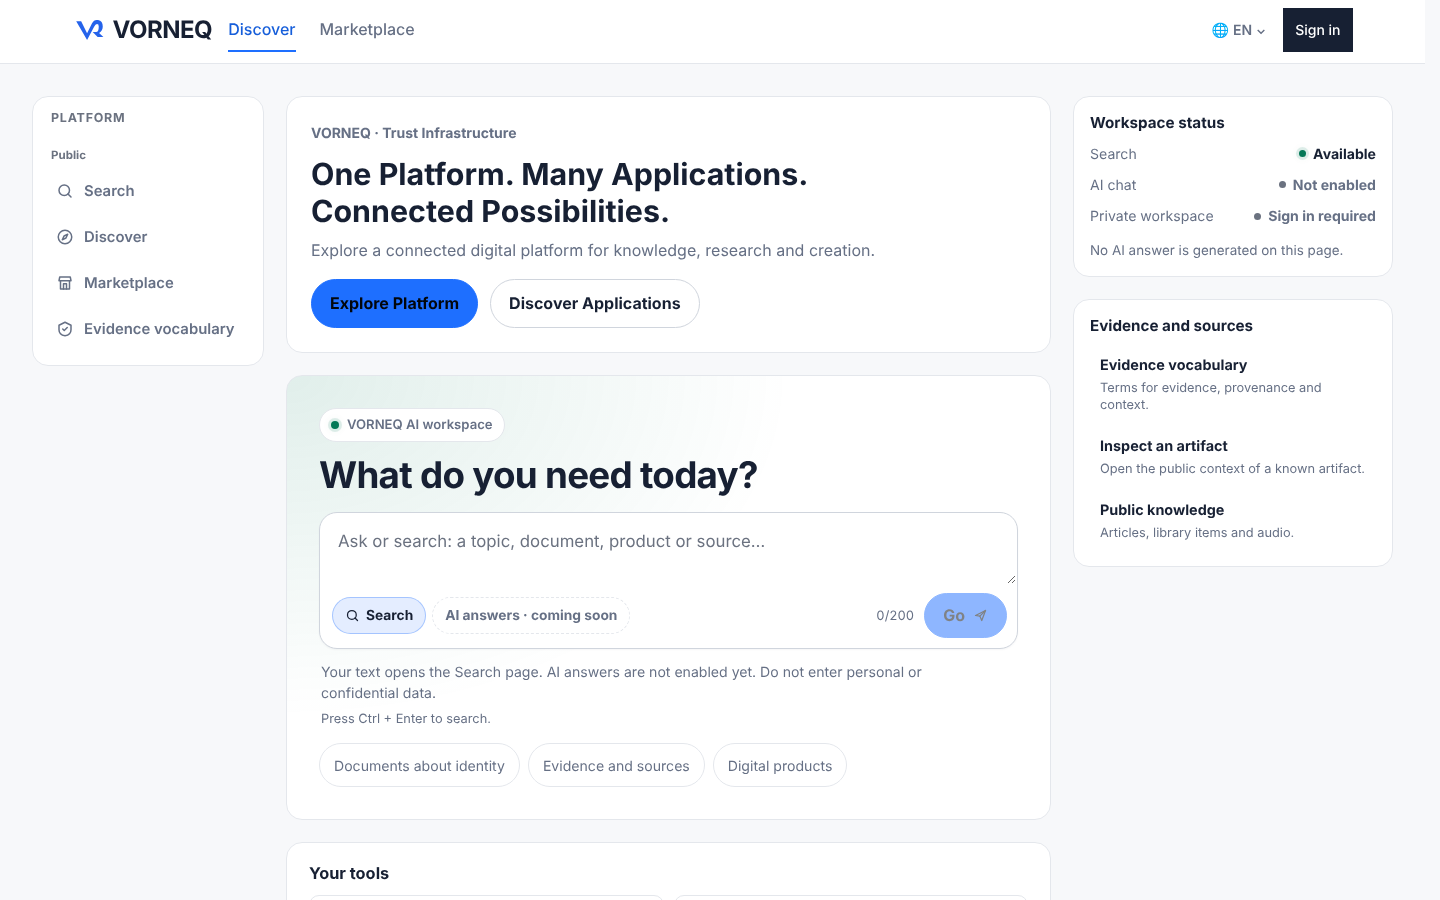 VORNEQ
Discover
Marketplace
EN
Sign in
PLATFORM
Public
Search
Discover
Marketplace
Evidence vocabulary
VORNEQ · Trust Infrastructure
One Platform. Many Applications.
Connected Possibilities.
Explore a connected digital platform for knowledge, research and creation.
Explore Platform
Discover Applications
VORNEQ AI workspace
What do you need today?
Ask or search: a topic, document, product or source...
Search
AI answers · coming soon
0/200
Go
Your text opens the Search page. AI answers are not enabled yet. Do not enter personal or
confidential data.
Press Ctrl + Enter to search.
Documents about identity
Evidence and sources
Digital products
Your tools
Workspace status
Search
Available
AI chat
Not enabled
Private workspace
Sign in required
No AI answer is generated on this page.
Evidence and sources
Evidence vocabulary
Terms for evidence, provenance and
context.
Inspect an artifact
Open the public context of a known artifact.
Public knowledge
Articles, library items and audio.